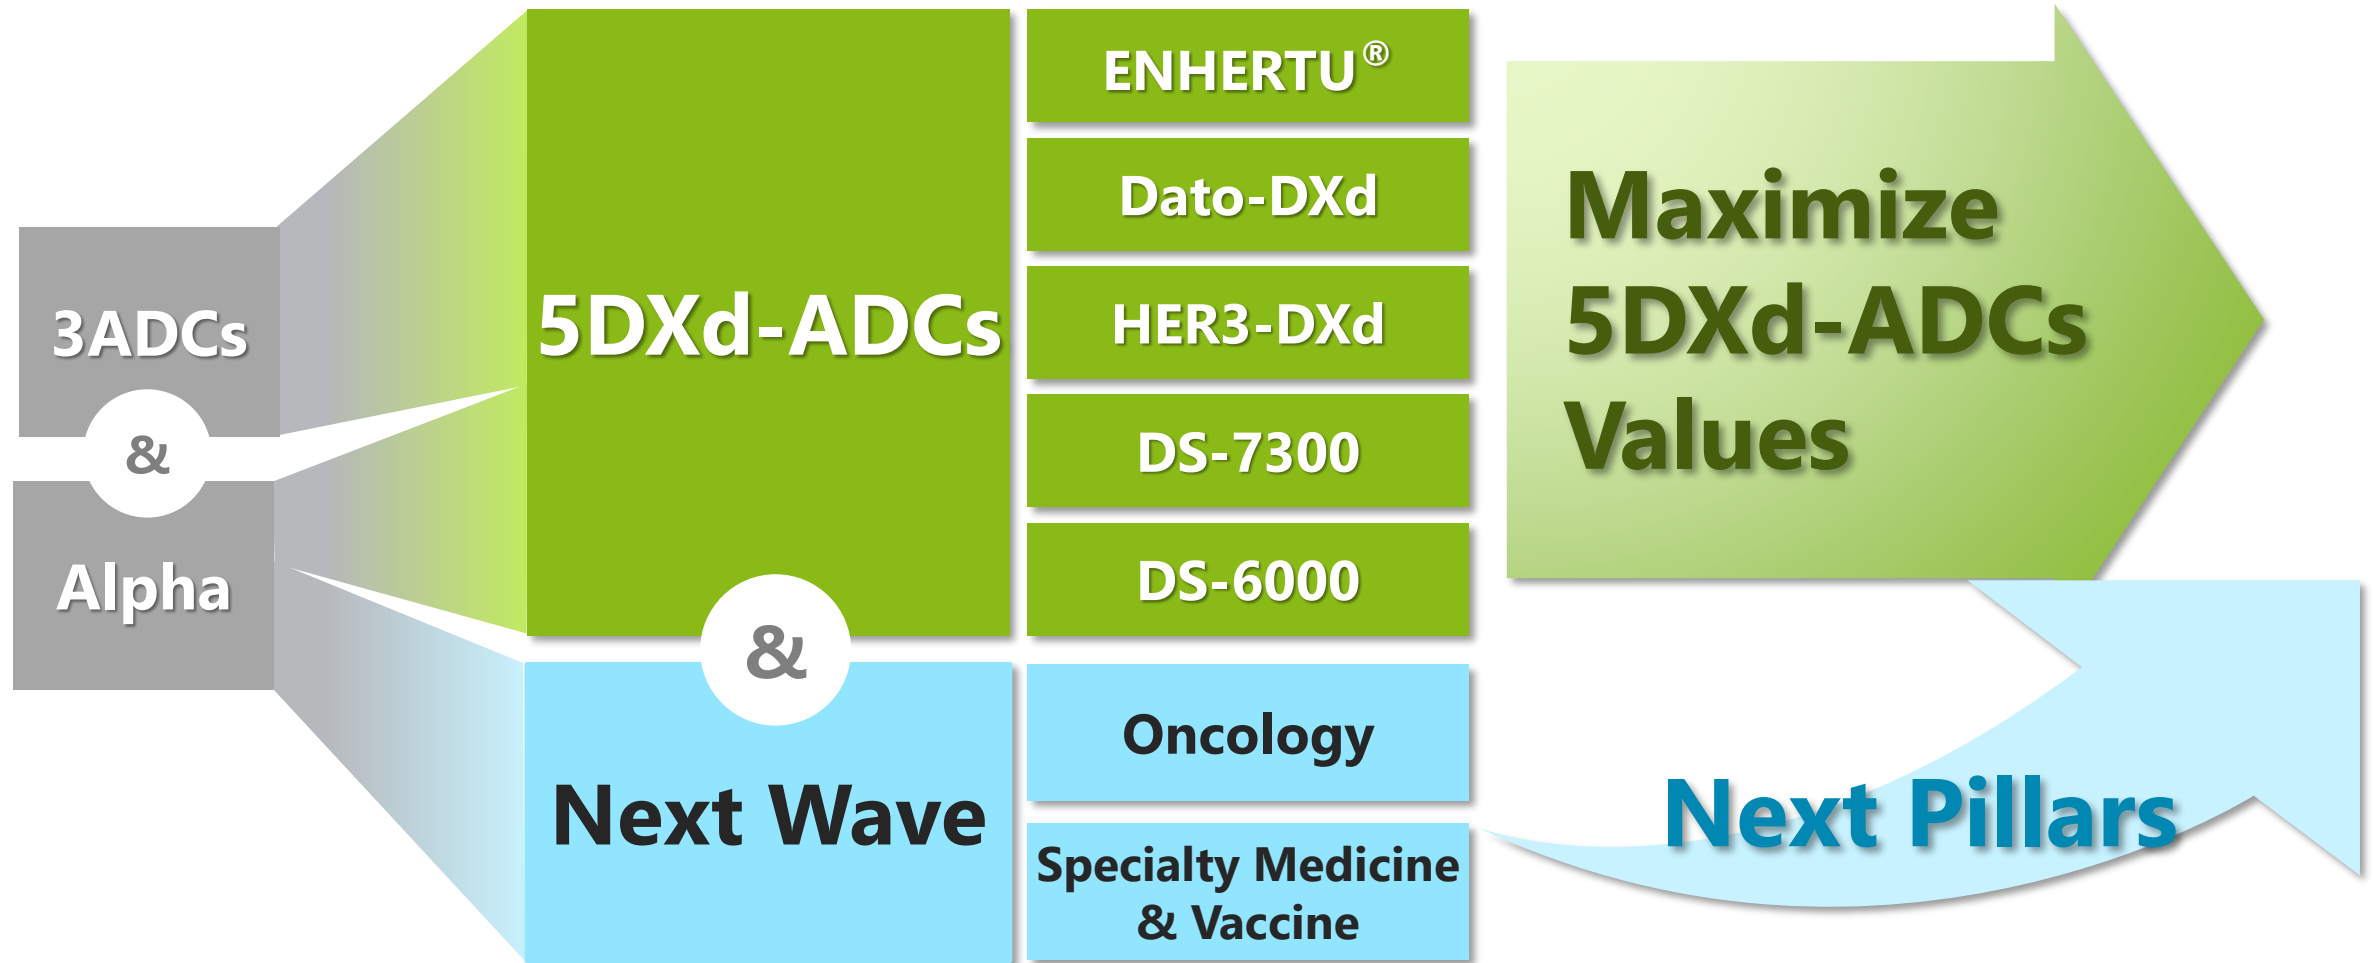 3ADCs
&
Alpha
5DXd-ADCs
&
Next Wave
ENHERTU®
Dato-DXd
HER3-DXd
DS-7300
DS-6000
Oncology
Specialty Medicine
& Vaccine
Maximize
5DXd-ADCs
Values
Next Pillars